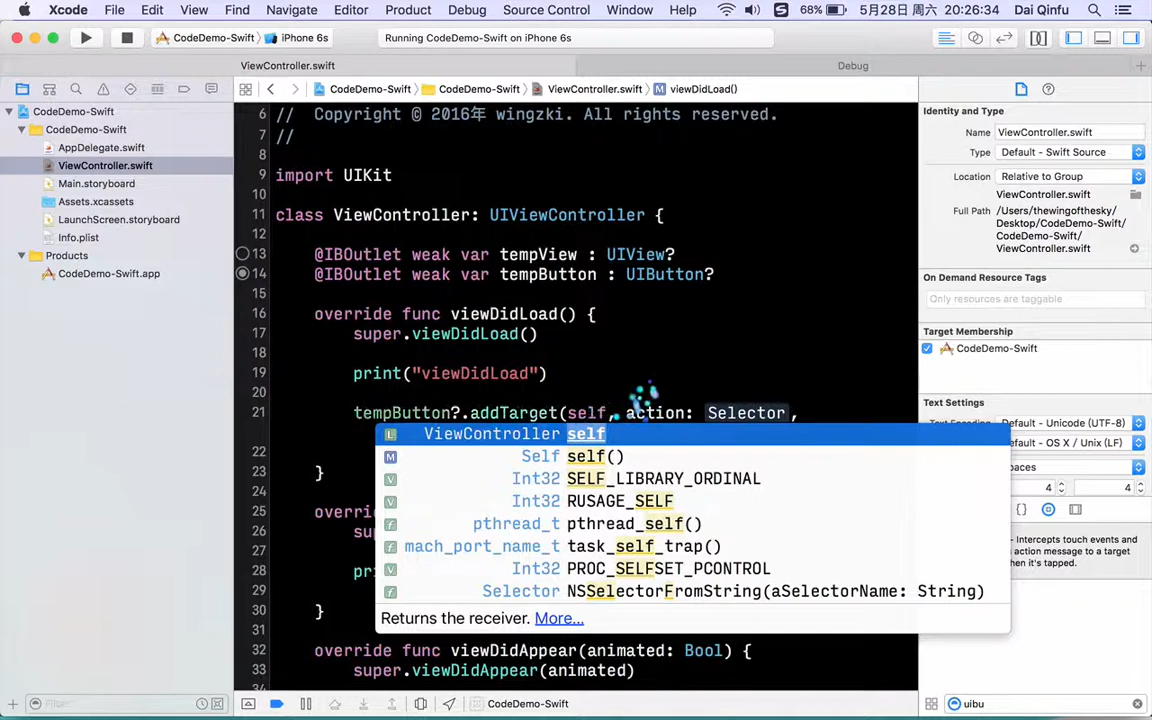 Xcode File Edit View Find Navigate Editor Product Debug Source Control Window Help 68% 5月28日 周六 20:26:34 Dai Qinfu
CodeDemo-Swift iPhone 6s Running CodeDemo-Swift on iPhone 6s
ViewController.swift Debug
CodeDemo-Swift CodeDemo-Swift ViewController.swift viewDidLoad()
CodeDemo-Swift
CodeDemo-Swift
AppDelegate.swift
ViewController.swift
Main.storyboard
Assets.xcassets
LaunchScreen.storyboard
Info.plist
Products
CodeDemo-Swift.app
Filter
6 // Copyright © 2016年 wingzki. All rights reserved.
7 //
8
9 import UIKit
10
11 class ViewController: UIViewController {
12
13 @IBOutlet weak var tempView : UIView?
14 @IBOutlet weak var tempButton : UIButton?
15
16 override func viewDidLoad() {
17 super.viewDidLoad()
18
19 print("viewDidLoad")
20
21 tempButton?.addTarget(self, action: Selector,
ViewController self
Self self()
Int32 SELF_LIBRARY_ORDINAL
Int32 RUSAGE_SELF
pthread_t pthread_self()
mach_port_name_t task_self_trap()
Int32 PROC_SELFSET_PCONTROL
Selector NSSelectorFromString(aSelectorName: String)
Returns the receiver. More...
22
23 }
24
25 overri
26 su
27
28 pr
29
30 }
31
32 override func viewDidAppear(animated: Bool) {
33 super.viewDidAppear(animated)
34
CodeDemo-Swift
Identity and Type
Name ViewController.swift
Type Default - Swift Source
Location Relative to Group
ViewController.swift
Full Path /Users/thewingofthesky/
Desktop/CodeDemo-Swift/
CodeDemo-Swift/
ViewController.swift
On Demand Resource Tags
Only resources are taggable
Target Membership
CodeDemo-Swift
Text Settings
Default - Unicode (UTF-8)
Default - OS X / Unix (LF)
paces
4 4
{}
- Intercepts touch events and
action message to a target
hen it's tapped.
uibu